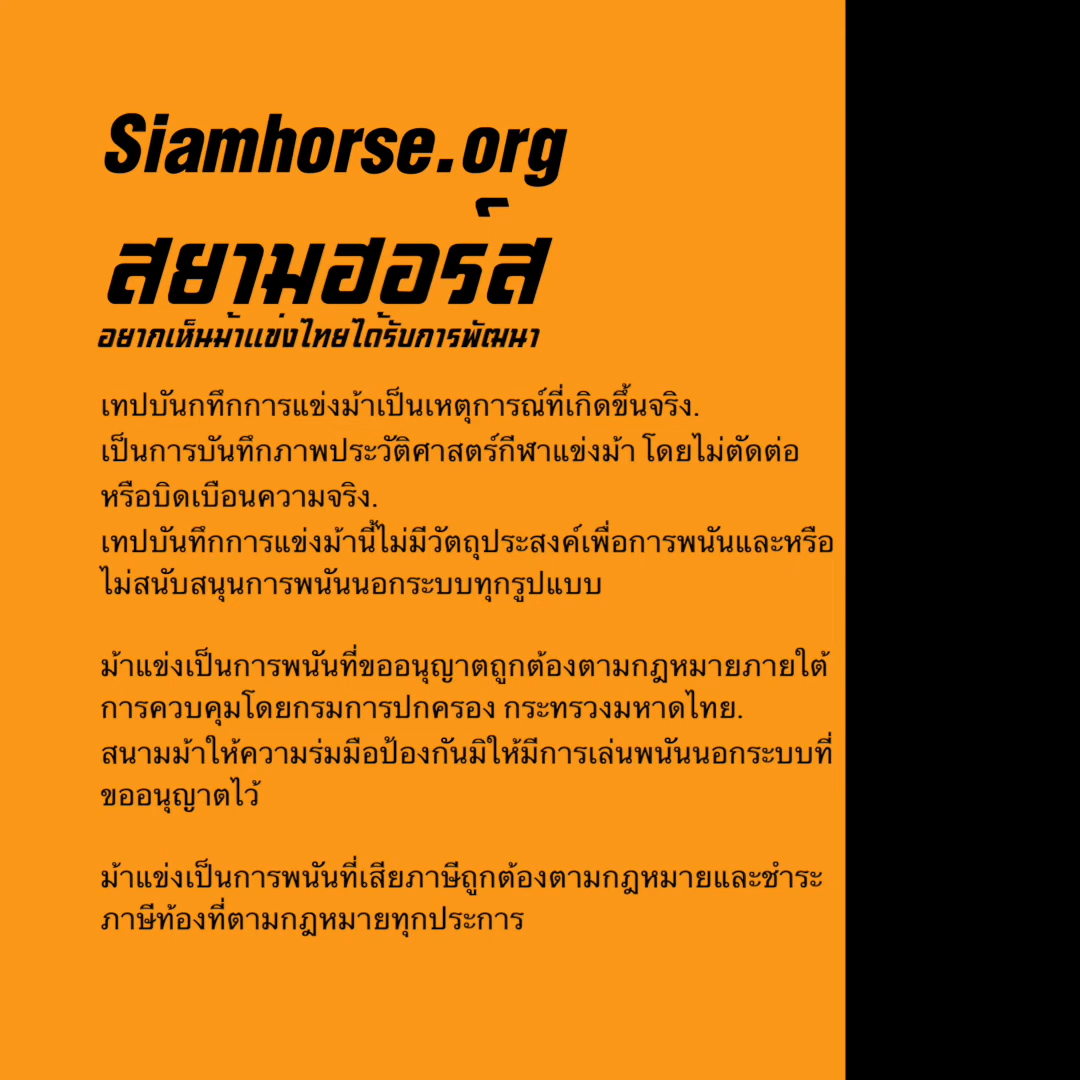 Siamhorse.org
สยามฮอร์ส
อยากเห็นม้าแข่งไทยได้รับการพัฒนา
เทปบันกทึกการแข่งม้าเป็นเหตุการณ์ที่เกิดขึ้นจริง.
เป็นการบันทึกภาพประวัติศาสตร์กีฬาแข่งม้า โดยไม่ตัดต่อ
หรือบิดเบือนความจริง.
เทปบันทึกการแข่งม้านี้ไม่มีวัตถุประสงค์เพื่อการพนันและหรือ
ไม่สนับสนุนการพนันนอกระบบทุกรูปแบบ
ม้าแข่งเป็นการพนันที่ขออนุญาตถูกต้องตามกฎหมายภายใต้
การควบคุมโดยกรมการปกครอง กระทรวงมหาดไทย.
สนามม้าให้ความร่มมือป้องกันมิให้มีการเล่นพนันนอกระบบที่
ขออนุญาตไว้
ม้าแข่งเป็นการพนันที่เสียภาษีถูกต้องตามกฎหมายและชำระ
ภาษีท้องที่ตามกฎหมายทุกประการ